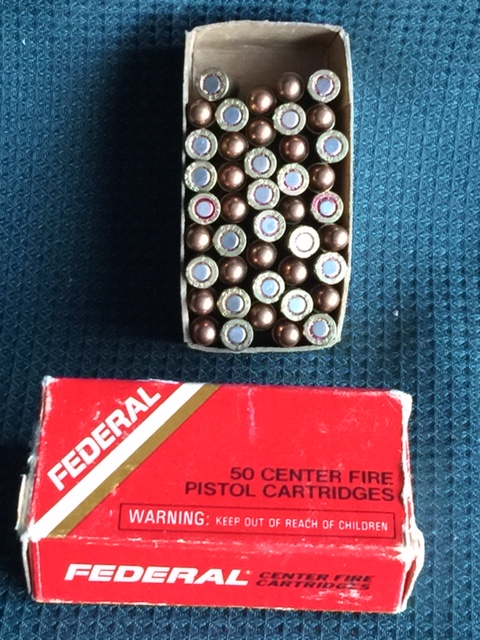 FEDERAL
50 CENTER FIRE
PISTOL CARTRIDGES
WARNING: KEEP OUT OF REACH OF CHILDREN
FEDERAL CENTER FIRE
CARTRIDGES